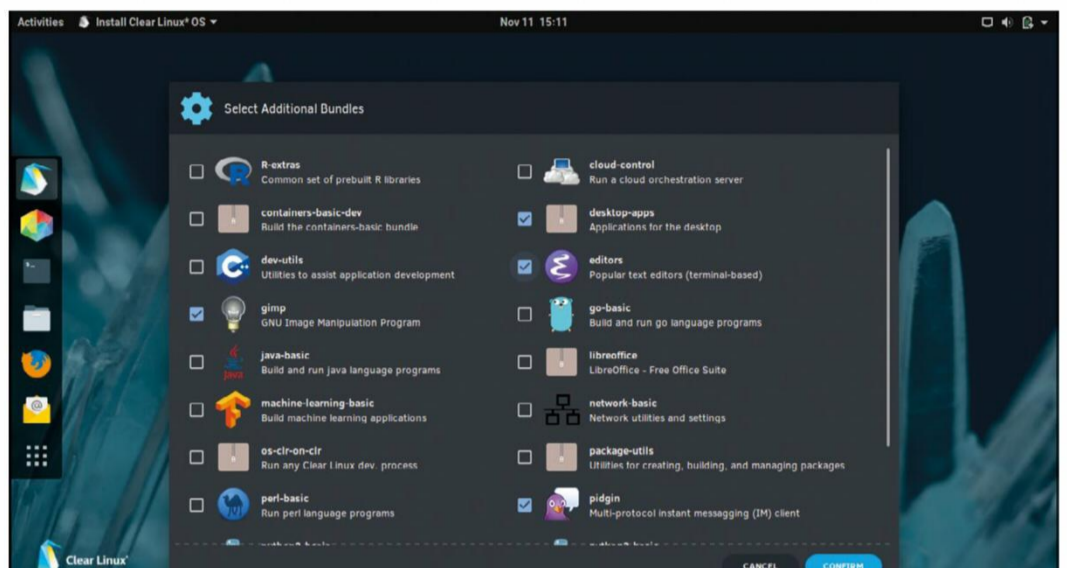 Activities Install Clear Linux* OS Nov 11 15:11
Select Additional Bundles
R-extras
Common set of prebuilt R libraries
cloud-control
Run a cloud orchestration server
containers-basic-dev
Build the containers-basic bundle
desktop-apps
Applications for the desktop
dev-utils
Utilities to assist application development
editors
Popular text editors (terminal-based)
gimp
GNU Image Manipulation Program
go-basic
Build and run go language programs
java-basic
Build and run java language programs
libreoffice
LibreOffice - Free Office Suite
machine-learning-basic
Build machine learning applications
network-basic
Network utilities and settings
os-clr-on-clr
Run any Clear Linux dev. process
package-utils
Utilities for creating, building, and managing packages
perl-basic
Run perl language programs
pidgin
Multi-protocol instant messagging (IM) client
CANCEL CONFIRM
Clear Linux*